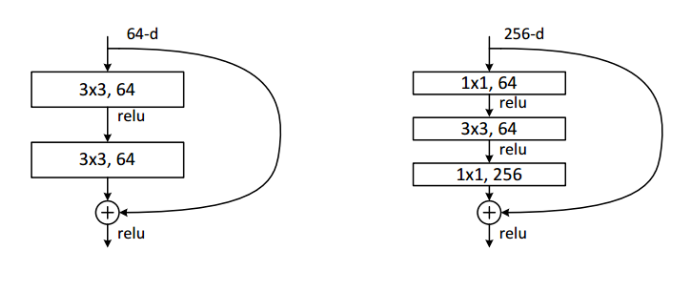 64-d
3x3, 64
relu
3x3, 64
+
relu
256-d
1x1, 64
relu
3x3, 64
relu
1x1, 256
+
relu